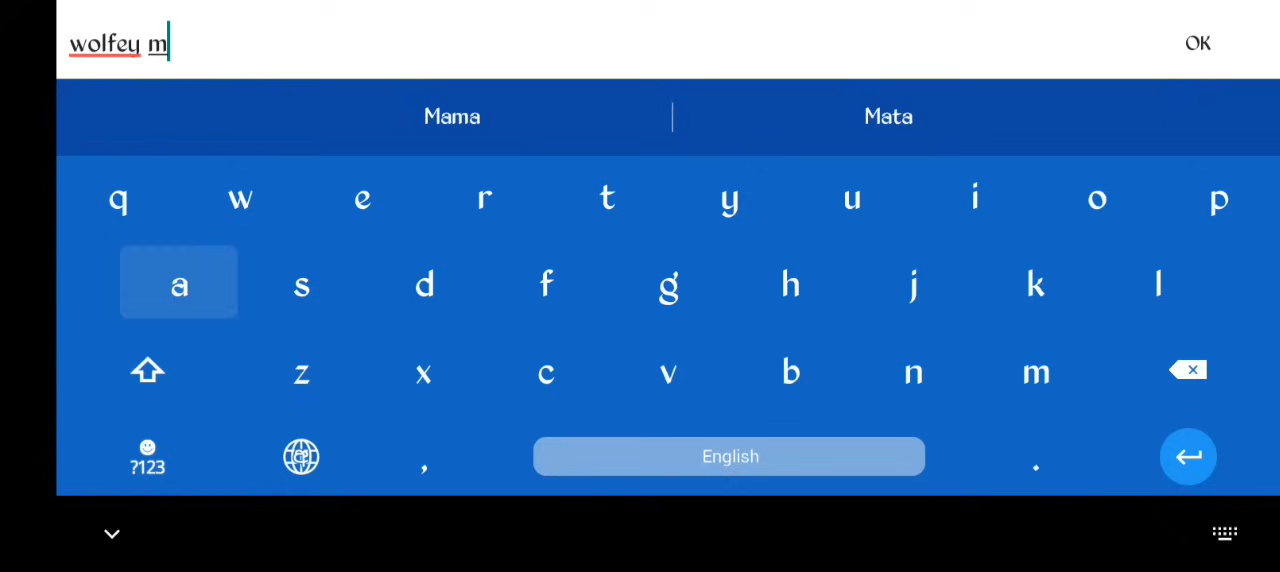 wolfey m
OK
Mama Mata
q w e r t y u i o p
a s d f g h j k l
z x c v b n m
?123 , English .